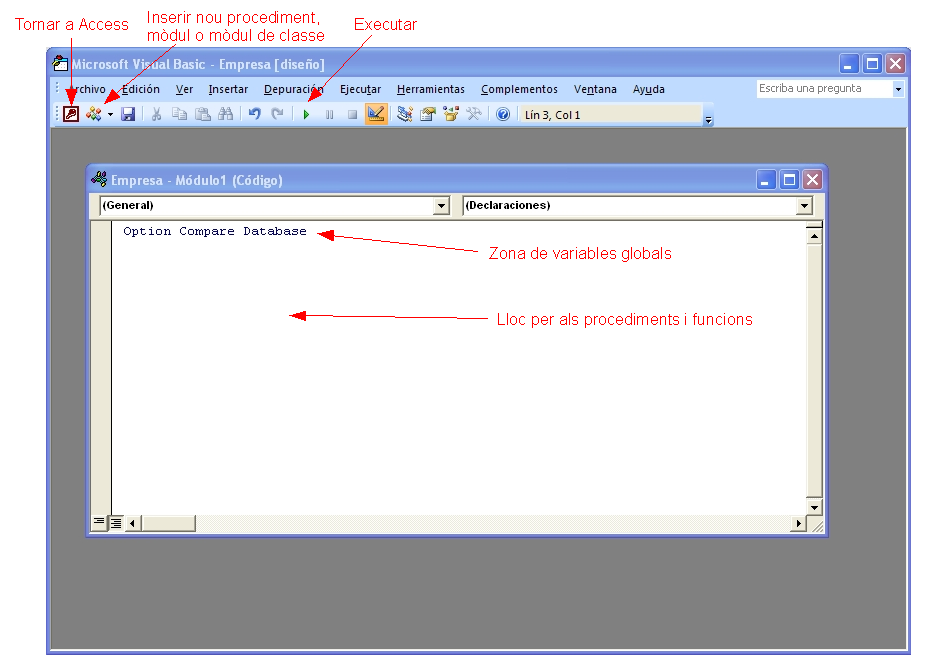 Tornar a Access
Inserir nou procediment,
mòdul o mòdul de classe
Executar
Microsoft Visual Basic - Empresa [diseño]
Archivo Edición Ver Insertar Depuración Ejecutar Herramientas Complementos Ventana Ayuda
Escriba una pregunta
Lín 3, Col 1
Empresa - Módulo1 (Código)
(General)
(Declaraciones)
Option Compare Database
Zona de variables globals
Lloc per als procediments i funcions